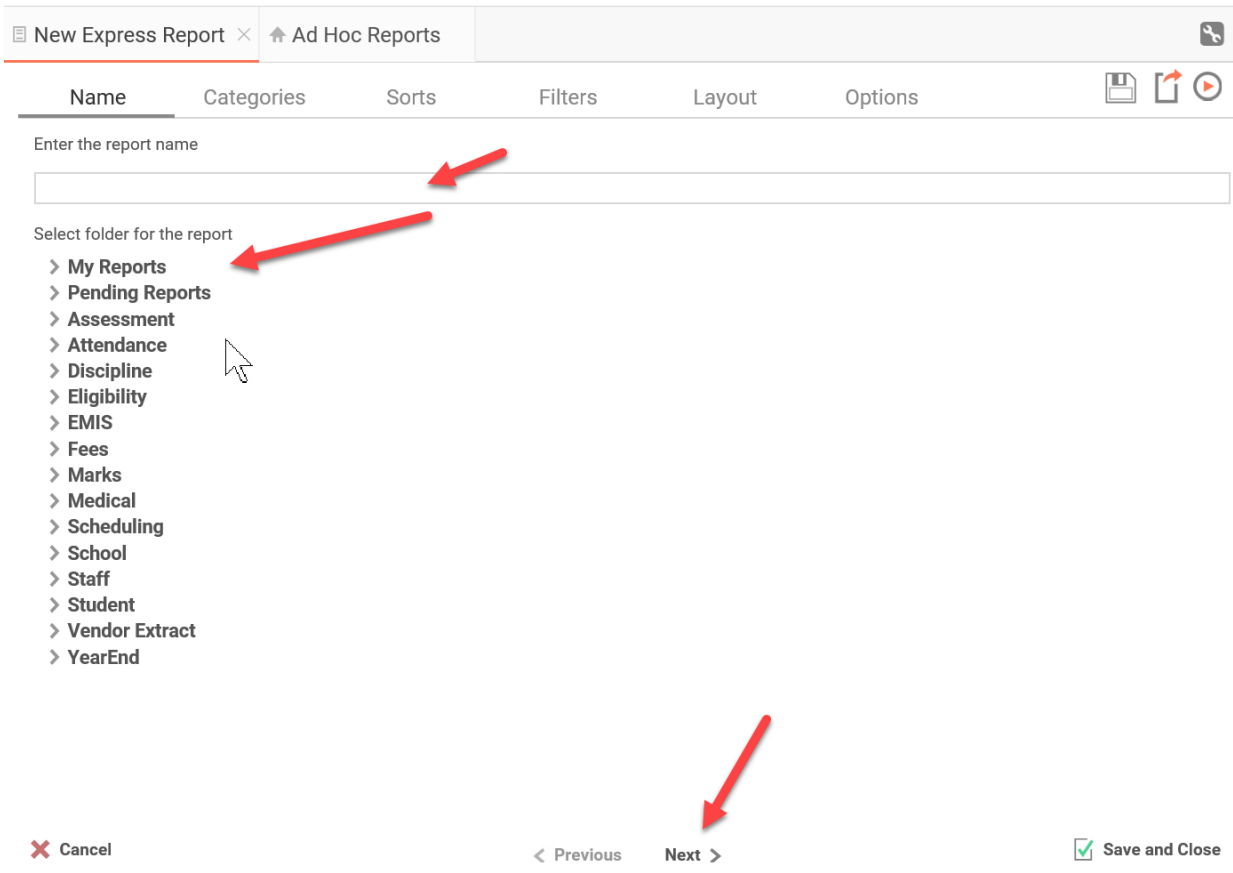 New Express Report Ad Hoc Reports
Name Categories Sorts Filters Layout Options
Enter the report name
Select folder for the report
My Reports
Pending Reports
Assessment
Attendance
Discipline
Eligibility
EMIS
Fees
Marks
Medical
Scheduling
School
Staff
Student
Vendor Extract
YearEnd
Cancel Previous Next Save and Close